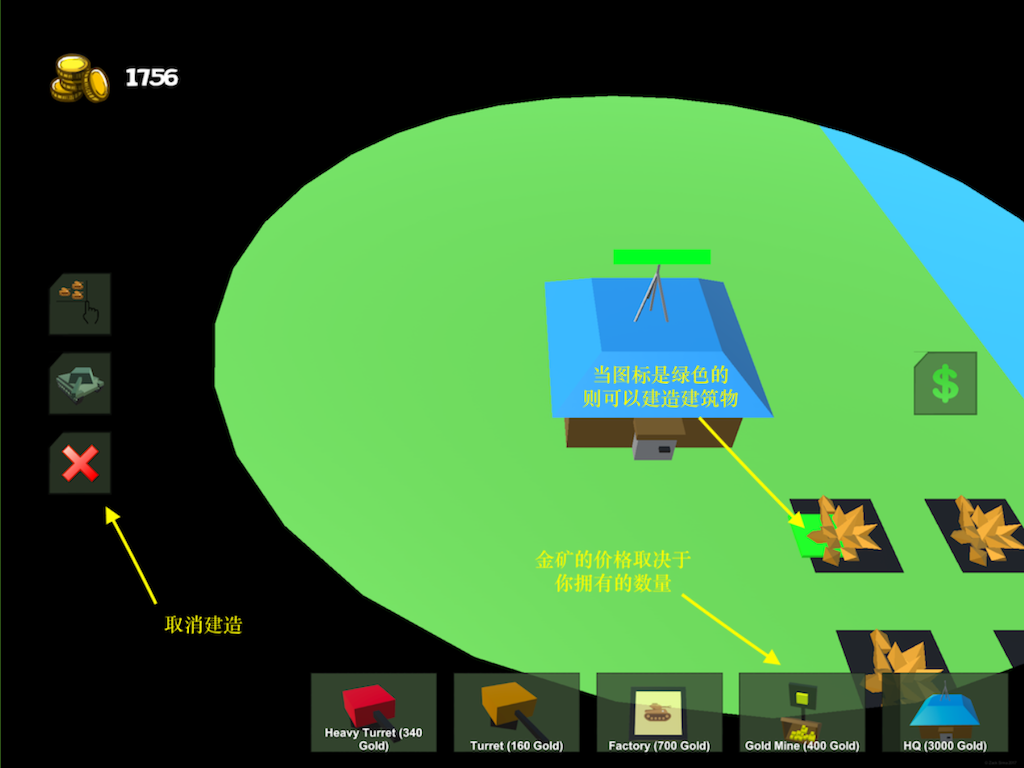 1756
当图标是绿色的
则可以建造建筑物
金矿的价格取决于
你拥有的数量
取消建造
Heavy Turret (340
Gold)
Turret (160 Gold)
Factory (700 Gold)
Gold Mine (400 Gold)
HQ (3000 Gold)